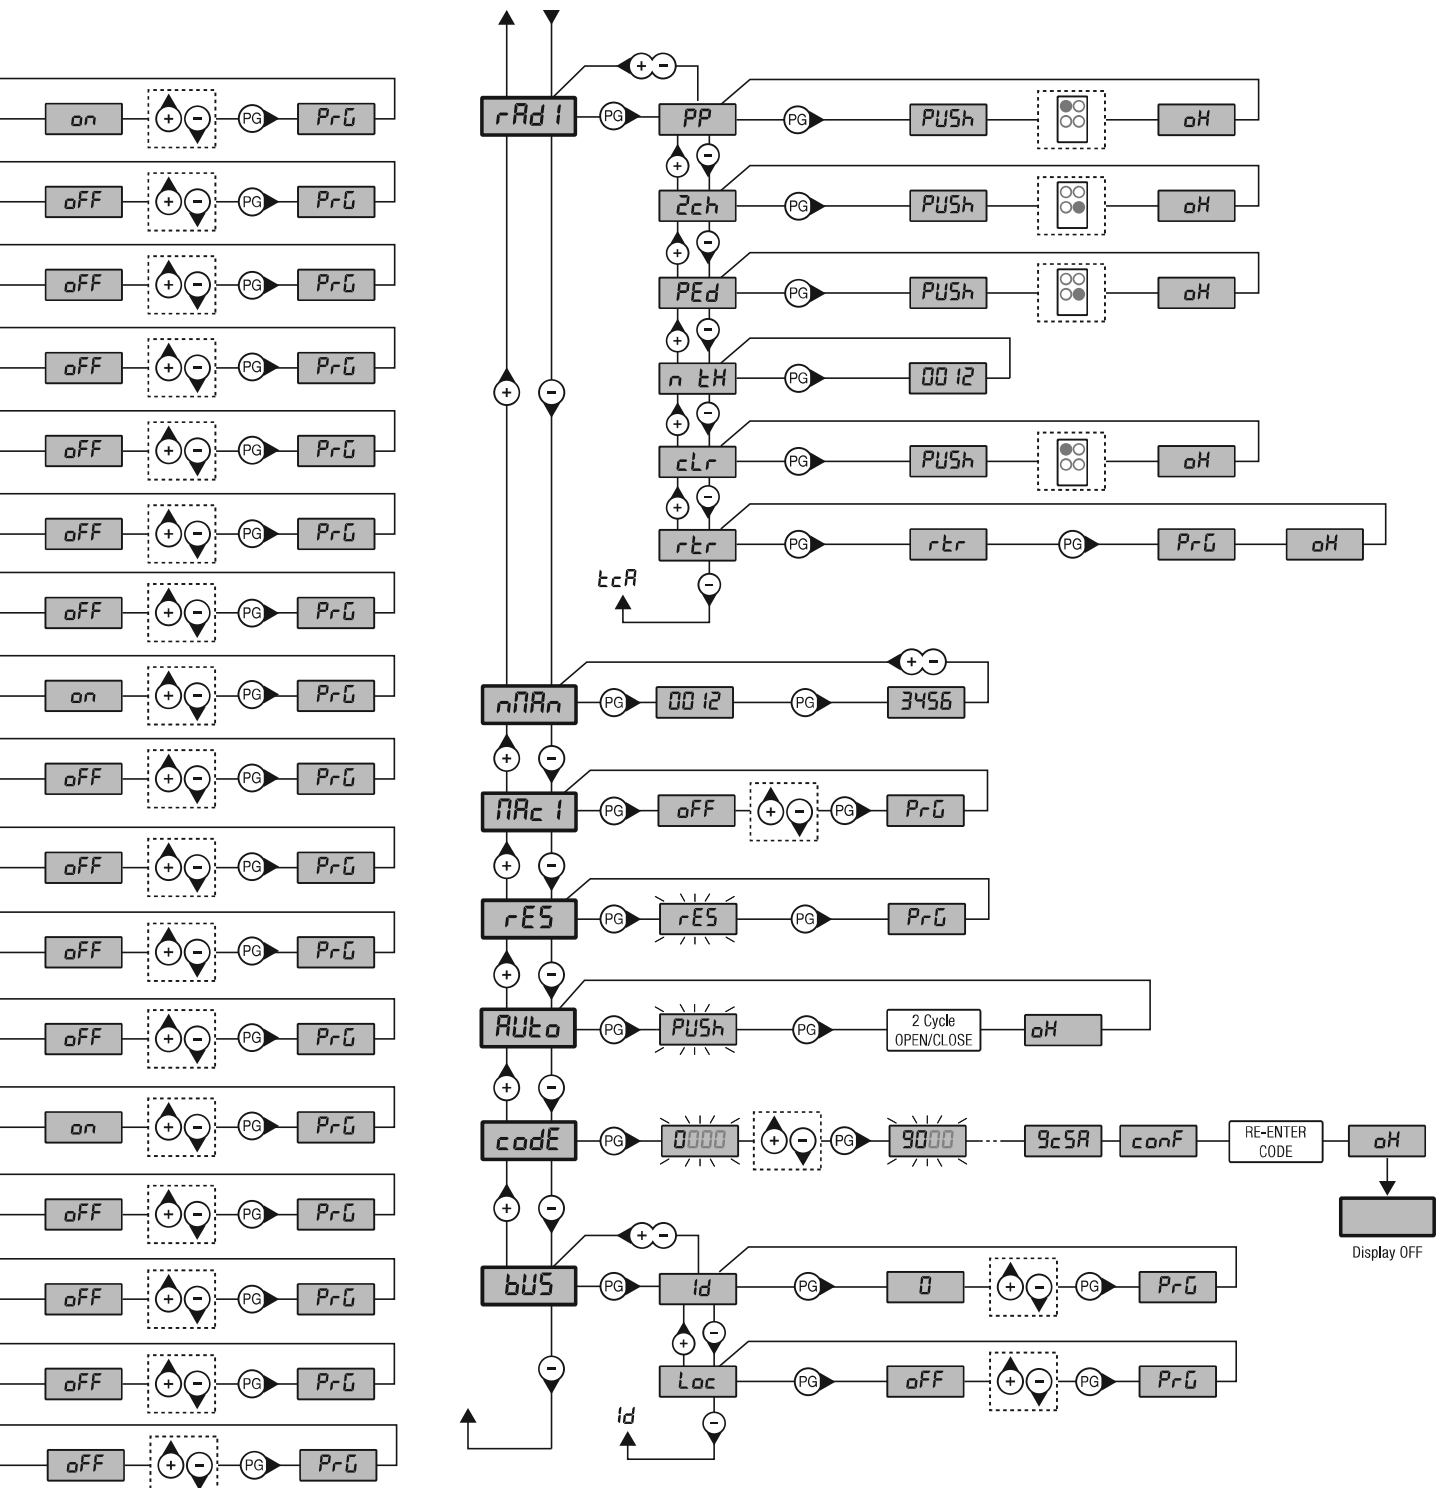 on + - PG PrG
oFF + - PG PrG
oFF + - PG PrG
oFF + - PG PrG
oFF + - PG PrG
oFF + - PG PrG
oFF + - PG PrG
on + - PG PrG
oFF + - PG PrG
oFF + - PG PrG
oFF + - PG PrG
oFF + - PG PrG
on + - PG PrG
oFF + - PG PrG
oFF + - PG PrG
oFF + - PG PrG
oFF + - PG PrG
+ -
rAdI PG PP PG PUSh oK
+ -
2ch PG PUSh oK
+ -
PEd PG PUSh oK
+ -
n tK PG 0012
+ -
+ -
cLr PG PUSh oK
+ -
rtr PG rtr PG PrG oK
tcA -
+ -
nMAn PG 0012 PG 3456
+ -
MAcI PG oFF + - PG PrG
+ -
rES PG rES PG PrG
+ -
AUto PG PUSh PG 2 Cycle
OPEN/CLOSE oK
+ -
codE PG 0000 + - PG 9000 9c5A conF RE-ENTER
CODE oK
Display OFF
+ -
+ -
bUS PG Id PG 0 + - PG PrG
+ -
Loc PG oFF + - PG PrG
-
Id -